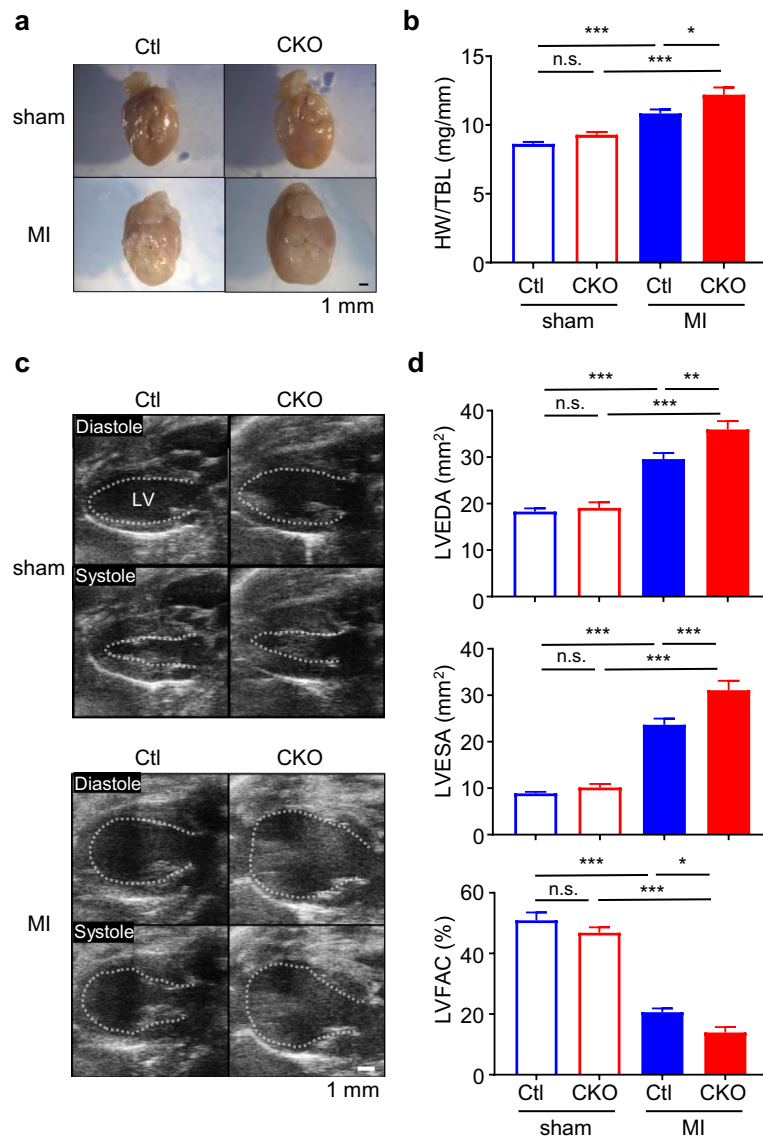 a
Ctl CKO
sham
MI
1 mm
b
*** *
n.s. ***
HW/TBL (mg/mm)
15
10
5
0
Ctl CKO Ctl CKO
sham MI
c
Ctl CKO
Diastole
LV
sham
Systole
Ctl CKO
Diastole
MI
Systole
1 mm
d
*** **
n.s. ***
LVEDA (mm²)
40
30
20
10
0
*** ***
n.s. ***
LVESA (mm²)
40
30
20
10
0
*** *
n.s. ***
LVFAC (%)
60
40
20
0
Ctl CKO Ctl CKO
sham MI